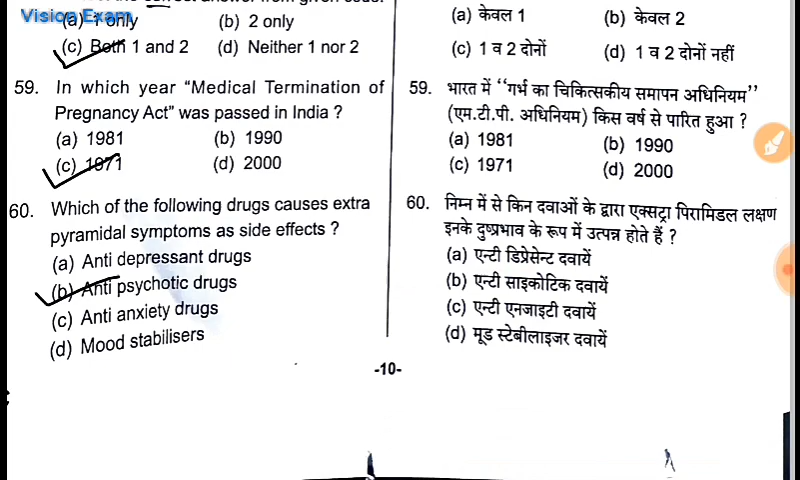 Vision Exam
(a) 1 only (b) 2 only
(c) Both 1 and 2 (d) Neither 1 nor 2
59. In which year “Medical Termination of
Pregnancy Act” was passed in India ?
(a) 1981 (b) 1990
(c) 1971 (d) 2000
60. Which of the following drugs causes extra
pyramidal symptoms as side effects ?
(a) Anti depressant drugs
(b) Anti psychotic drugs
(c) Anti anxiety drugs
(d) Mood stabilisers
(a) केवल 1 (b) केवल 2
(c) 1 व 2 दोनों (d) 1 व 2 दोनों नहीं
59. भारत में ‘‘गर्भ का चिकित्सकीय समापन अधिनियम’’
(एम.टी.पी. अधिनियम) किस वर्ष से पारित हुआ ?
(a) 1981 (b) 1990
(c) 1971 (d) 2000
60. निम्न में से किन दवाओं के द्वारा एक्सट्रा पिरामिडल लक्षण
इनके दुष्प्रभाव के रूप में उत्पन्न होते हैं ?
(a) एन्टी डिप्रेसेन्ट दवायें
(b) एन्टी साइकोटिक दवायें
(c) एन्टी एनजाइटी दवायें
(d) मूड स्टेबीलाइजर दवायें
-10-